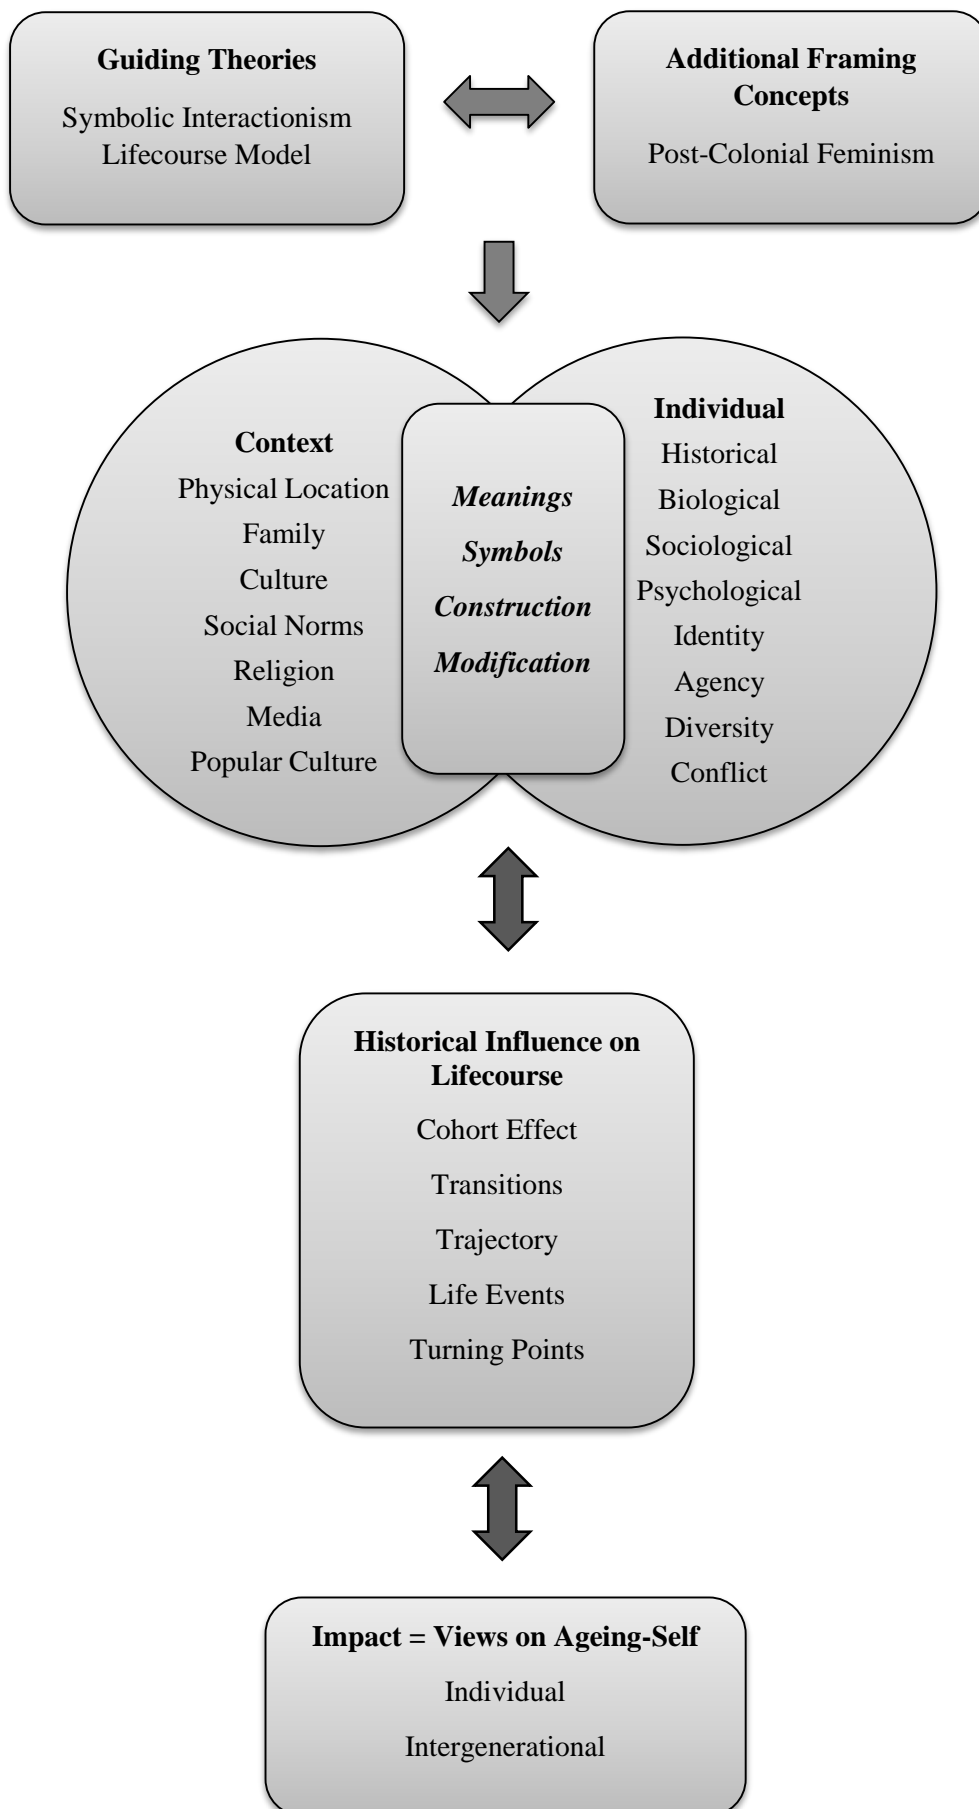 Guiding Theories
Symbolic Interactionism
Lifecourse Model
Additional Framing
Concepts
Post-Colonial Feminism
Context
Physical Location
Family
Culture
Social Norms
Religion
Media
Popular Culture
Meanings
Symbols
Construction
Modification
Individual
Historical
Biological
Sociological
Psychological
Identity
Agency
Diversity
Conflict
Historical Influence on
Lifecourse
Cohort Effect
Transitions
Trajectory
Life Events
Turning Points
Impact = Views on Ageing-Self
Individual
Intergenerational